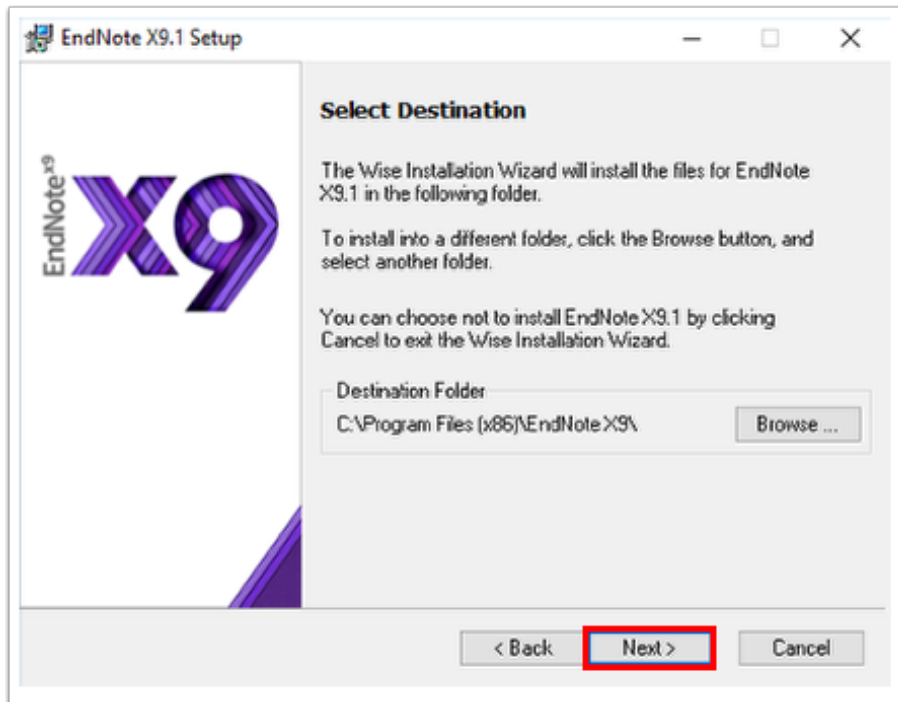 EndNote X9.1 Setup
EndNote x9
X9
Select Destination
The Wise Installation Wizard will install the files for EndNote
X9.1 in the following folder.
To install into a different folder, click the Browse button, and
select another folder.
You can choose not to install EndNote X9.1 by clicking
Cancel to exit the Wise Installation Wizard.
Destination Folder
C:\Program Files (x86)\EndNote X9\
Browse ...
< Back
Next >
Cancel